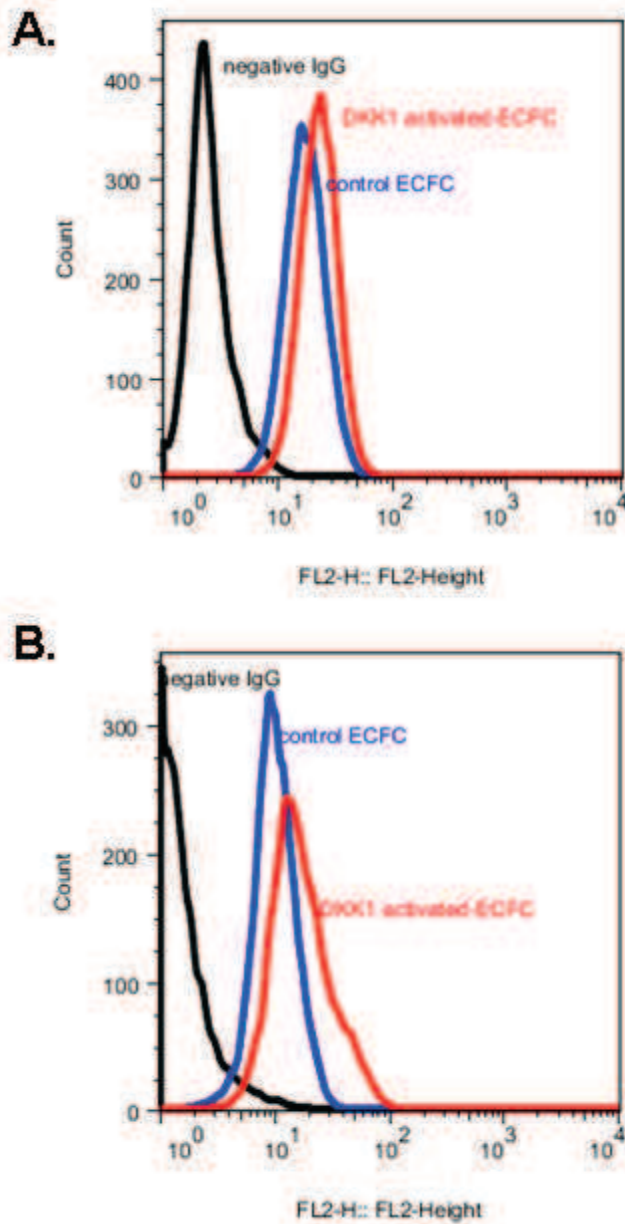 A.
negative IgG
DKK1 activated-ECFC
control ECFC
400
300
200
100
0
Count
10^0 10^1 10^2 10^3 10^4
FL2-H:: FL2-Height
B.
negative IgG
control ECFC
DKK1 activated-ECFC
300
200
100
0
Count
10^0 10^1 10^2 10^3 10^4
FL2-H:: FL2-Height